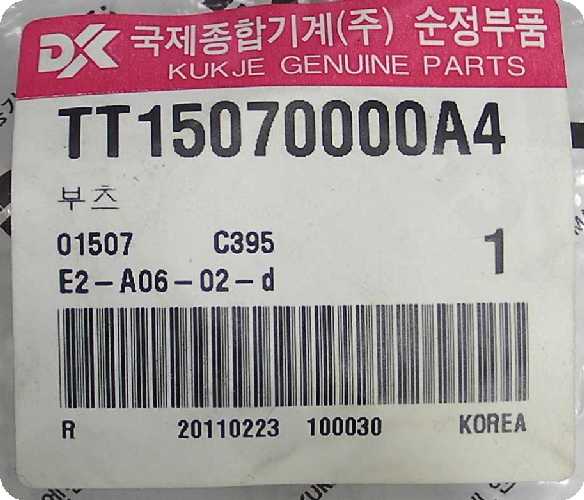 DK 국제종합기계(주) 순정부품
KUKJE GENUINE PARTS
TT15070000A4
부츠
01507 C395 1
E2-A06-02-d
R 20110223 100030 KOREA